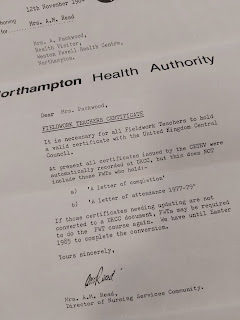 12th November 198
Mrs. A.M. Read
Mrs. A. Packwood,
Health Visitor,
Weston Favell Health Centre,
Northampton.
Northampton Health Authority
Dear Mrs. Packwood,
FIELDWORK TEACHERS CERTIFICATE
It is necessary for all Fieldwork Teachers to hold
a valid certificate with the United Kingdom Central
Council.
At present all certificates issued by the CETHV were
automatically recorded at UKCC, but this does NOT
include those FWTs who hold:-
a) 'A letter of completion'
b) 'A letter of attendance 1977-79'
If those certificates needing updating are not
converted to a UKCC document, FWTs may be required
to do the FWT course again. We have until Easter
1985 to complete the conversion.
Yours sincerely,
Mrs. A.M. Read,
Director of Nursing Services Community.